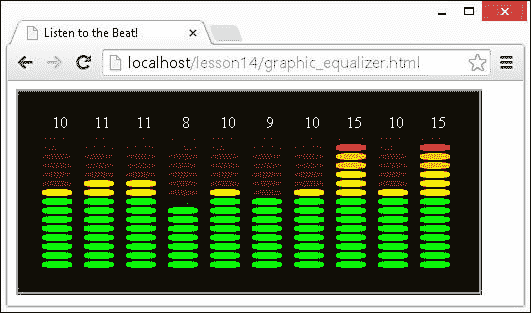 Listen to the Beat!
localhost/lesson14/graphic_equalizer.html
10 11 11 8 10 9 10 15 10 15